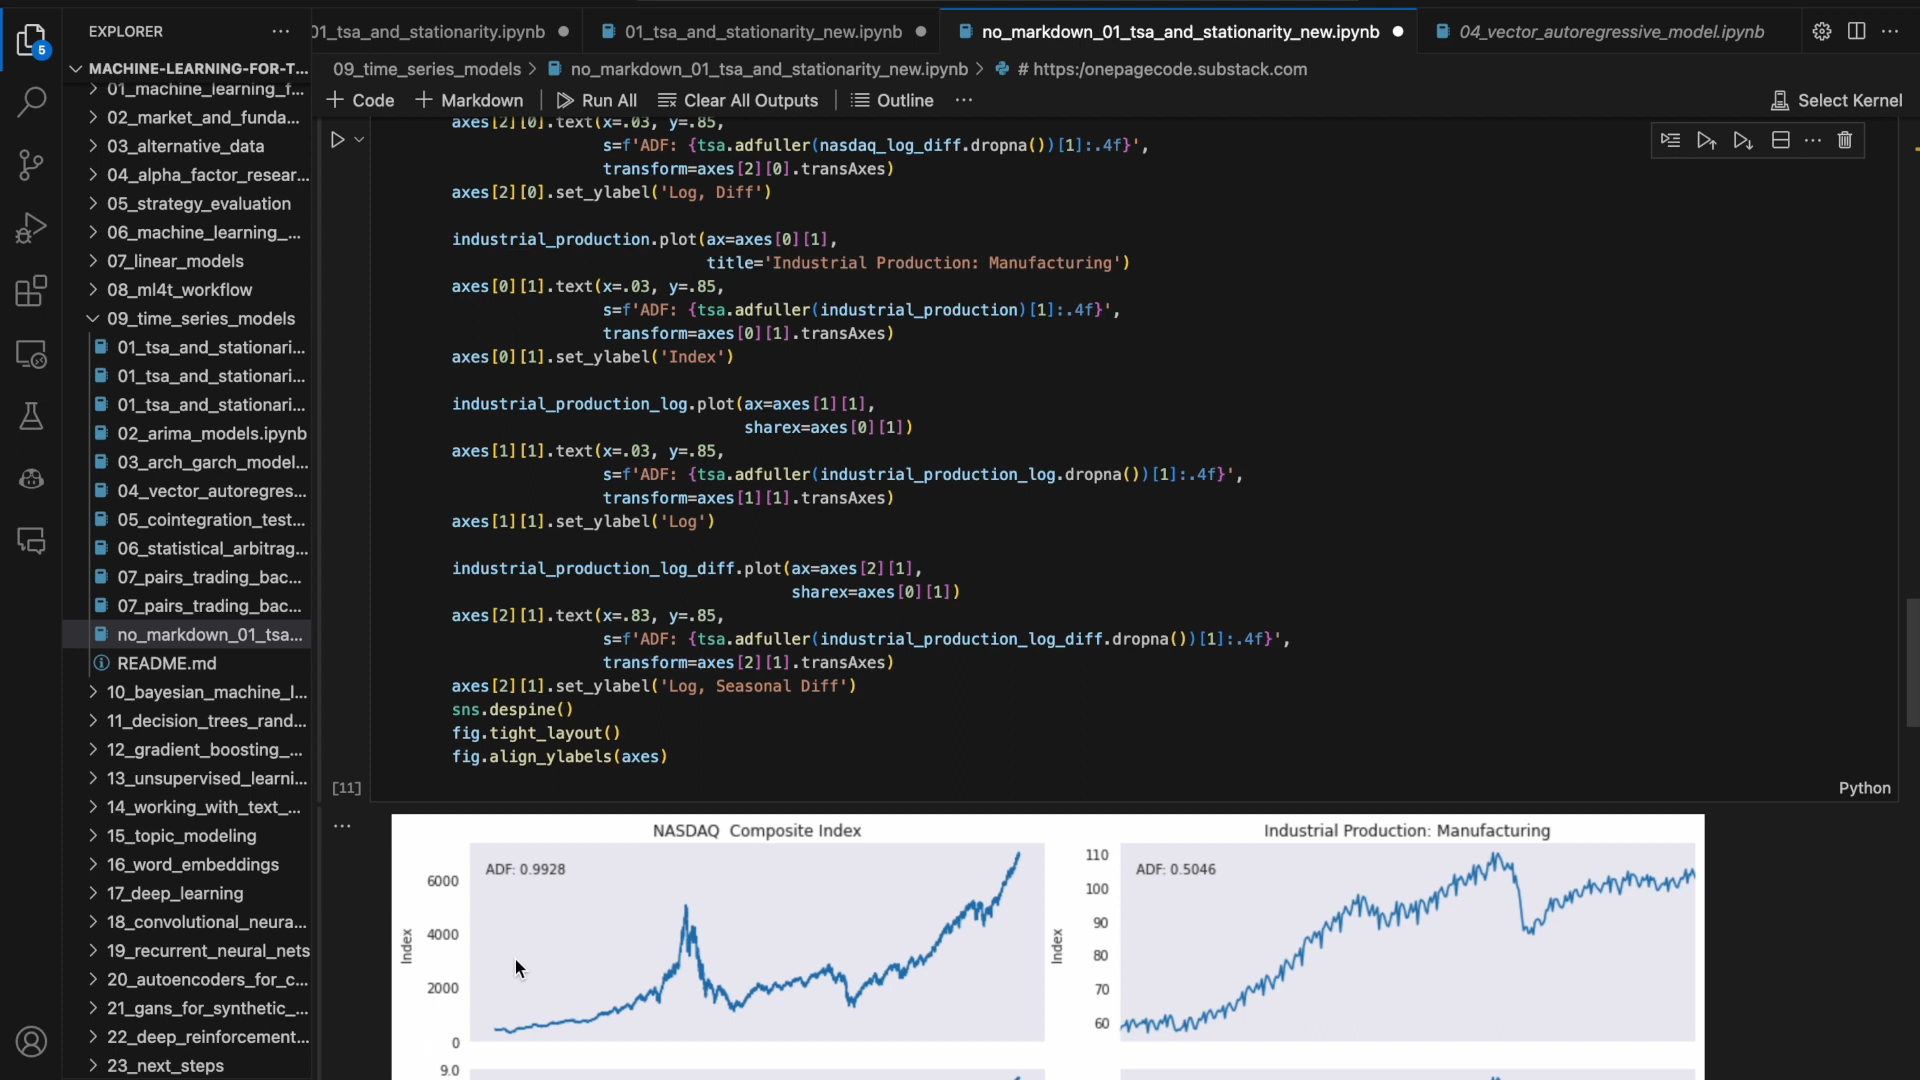 EXPLORER
01_tsa_and_stationarity.ipynb
01_tsa_and_stationarity_new.ipynb
no_markdown_01_tsa_and_stationarity_new.ipynb
04_vector_autoregressive_model.ipynb
5
MACHINE-LEARNING-FOR-T...
09_time_series_models > no_markdown_01_tsa_and_stationarity_new.ipynb > # https:/onepagecode.substack.com
+ Code + Markdown Run All Clear All Outputs Outline ...
Select Kernel
01_machine_learning_f...
02_market_and_funda...
03_alternative_data
04_alpha_factor_resear...
05_strategy_evaluation
06_machine_learning_...
07_linear_models
08_ml4t_workflow
09_time_series_models
01_tsa_and_stationari...
01_tsa_and_stationari...
01_tsa_and_stationari...
02_arima_models.ipynb
03_arch_garch_model...
04_vector_autoregres...
05_cointegration_test...
06_statistical_arbitrag...
07_pairs_trading_bac...
07_pairs_trading_bac...
no_markdown_01_tsa...
README.md
10_bayesian_machine_l...
11_decision_trees_rand...
12_gradient_boosting_...
13_unsupervised_learni...
14_working_with_text_...
15_topic_modeling
16_word_embeddings
17_deep_learning
18_convolutional_neura...
19_recurrent_neural_nets
20_autoencoders_for_c...
21_gans_for_synthetic_...
22_deep_reinforcement...
23_next_steps
axes[2][0].text(x=.03, y=.85,
s=f'ADF: {tsa.adfuller(nasdaq_log_diff.dropna())[1]:.4f}',
transform=axes[2][0].transAxes)
axes[2][0].set_ylabel('Log, Diff')
industrial_production.plot(ax=axes[0][1],
title='Industrial Production: Manufacturing')
axes[0][1].text(x=.03, y=.85,
s=f'ADF: {tsa.adfuller(industrial_production)[1]:.4f}',
transform=axes[0][1].transAxes)
axes[0][1].set_ylabel('Index')
industrial_production_log.plot(ax=axes[1][1],
sharex=axes[0][1])
axes[1][1].text(x=.03, y=.85,
s=f'ADF: {tsa.adfuller(industrial_production_log.dropna())[1]:.4f}',
transform=axes[1][1].transAxes)
axes[1][1].set_ylabel('Log')
industrial_production_log_diff.plot(ax=axes[2][1],
sharex=axes[0][1])
axes[2][1].text(x=.83, y=.85,
s=f'ADF: {tsa.adfuller(industrial_production_log_diff.dropna())[1]:.4f}',
transform=axes[2][1].transAxes)
axes[2][1].set_ylabel('Log, Seasonal Diff')
sns.despine()
fig.tight_layout()
fig.align_ylabels(axes)
[11]
Python
NASDAQ Composite Index
ADF: 0.9928
Index
6000
4000
2000
0
9.0
Industrial Production: Manufacturing
ADF: 0.5046
Index
110
100
90
80
70
60